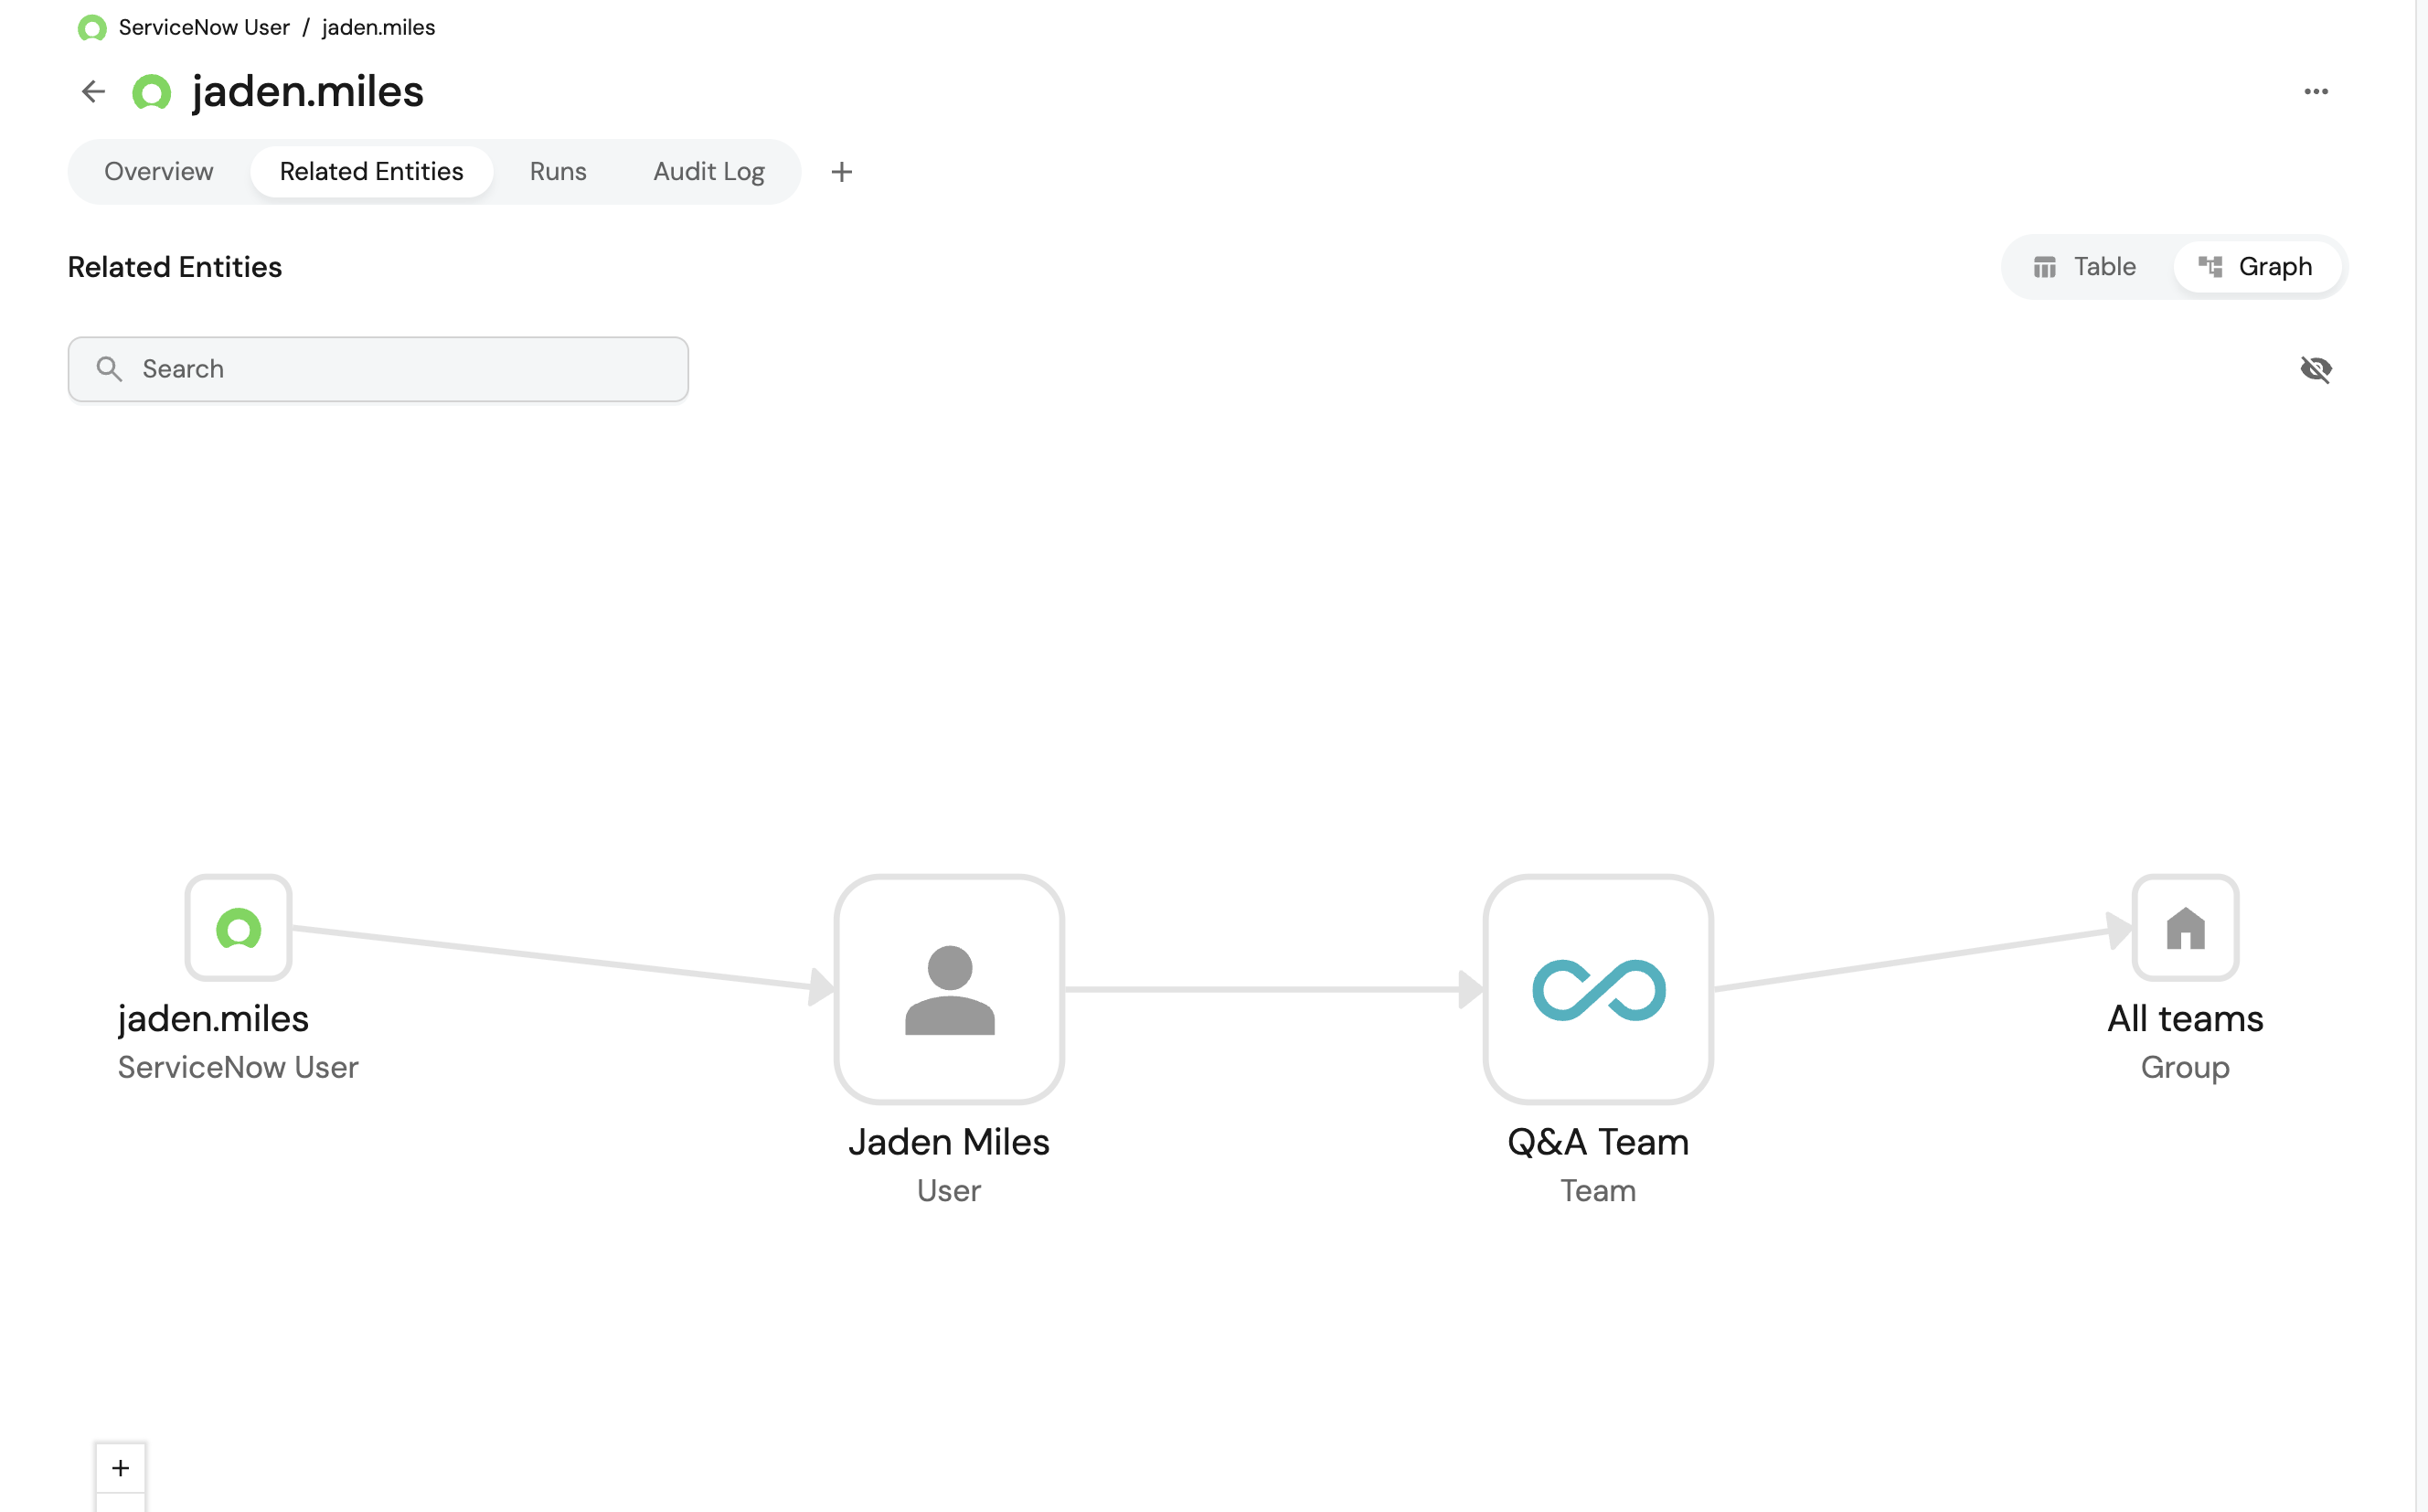 ServiceNow User / jaden.miles
jaden.miles
Overview
Related Entities
Runs
Audit Log
Related Entities
Table
Graph
Search
jaden.miles
ServiceNow User
Jaden Miles
User
Q&A Team
Team
All teams
Group